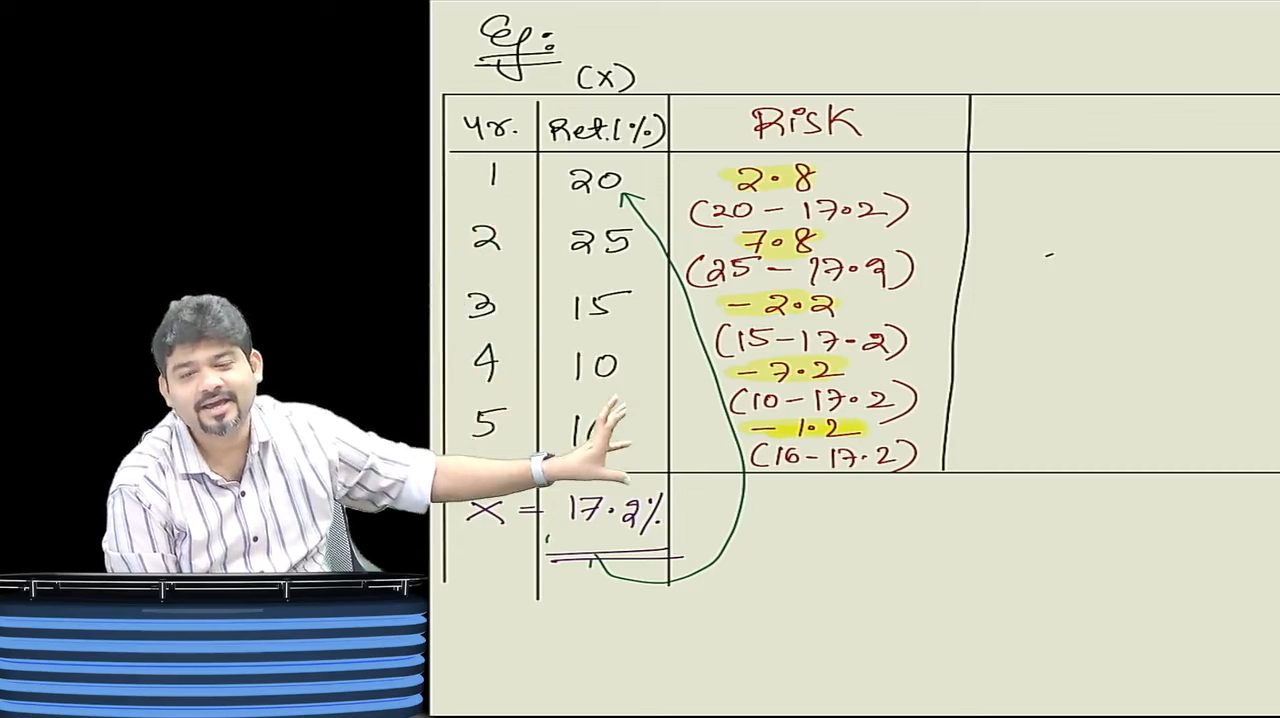 Eg:
(X)
Yr. Ret.(%) Risk
1 20 2.8
(20 - 17.2)
2 25 7.8
(25 - 17.2)
3 15 - 2.2
(15-17.2)
4 10 - 7.2
(10-17.2)
5 - 1.2
(16-17.2)
X = 17.2%